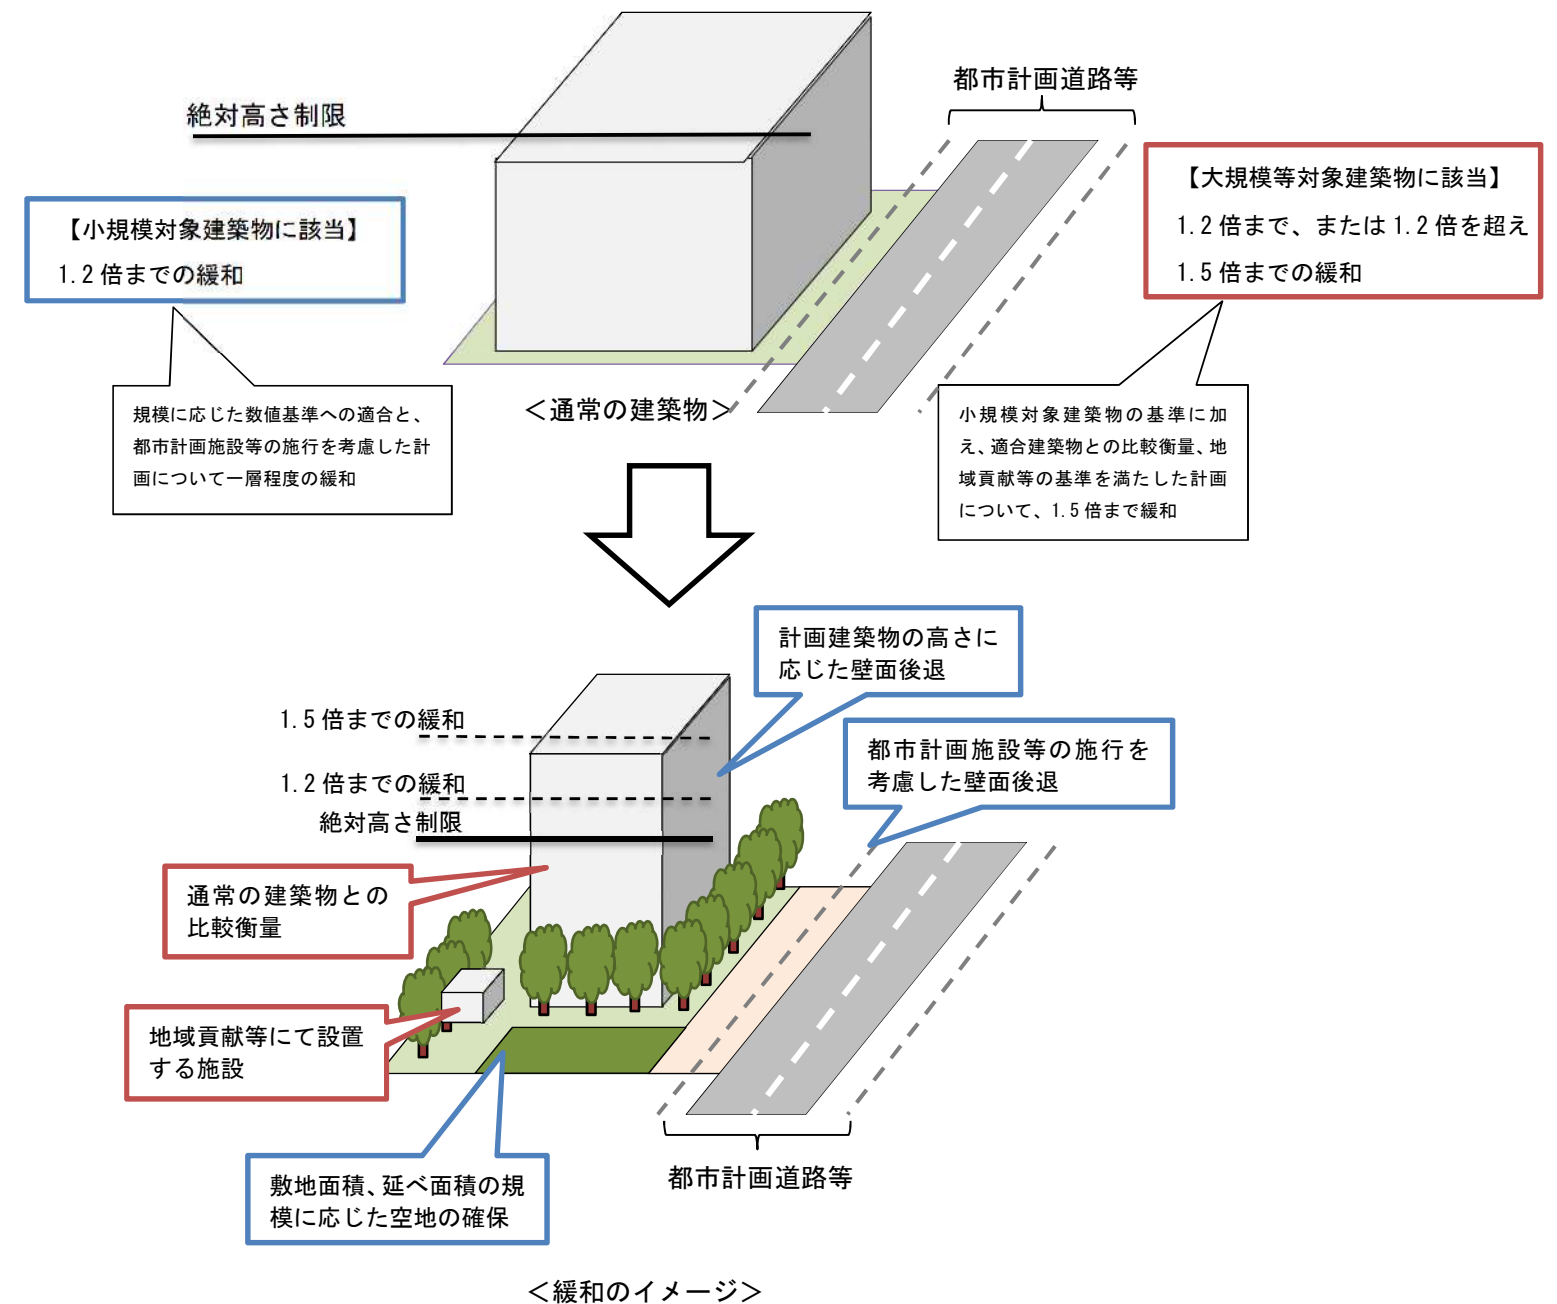 都市計画道路等
絶対高さ制限
【小規模対象建築物に該当】
1.2倍までの緩和
【大規模等対象建築物に該当】
1.2倍まで、または1.2倍を超え
1.5倍までの緩和
規模に応じた数値基準への適合と、
都市計画施設等の施行を考慮した計
画について一層程度の緩和
<通常の建築物>
小規模対象建築物の基準に加
え、適合建築物との比較衡量、地
域貢献等の基準を満たした計画
について、1.5倍まで緩和
計画建築物の高さに
応じた壁面後退
1.5倍までの緩和
都市計画施設等の施行を
考慮した壁面後退
1.2倍までの緩和
絶対高さ制限
通常の建築物との
比較衡量
地域貢献等にて設置
する施設
都市計画道路等
敷地面積、延べ面積の規
模に応じた空地の確保
<緩和のイメージ>